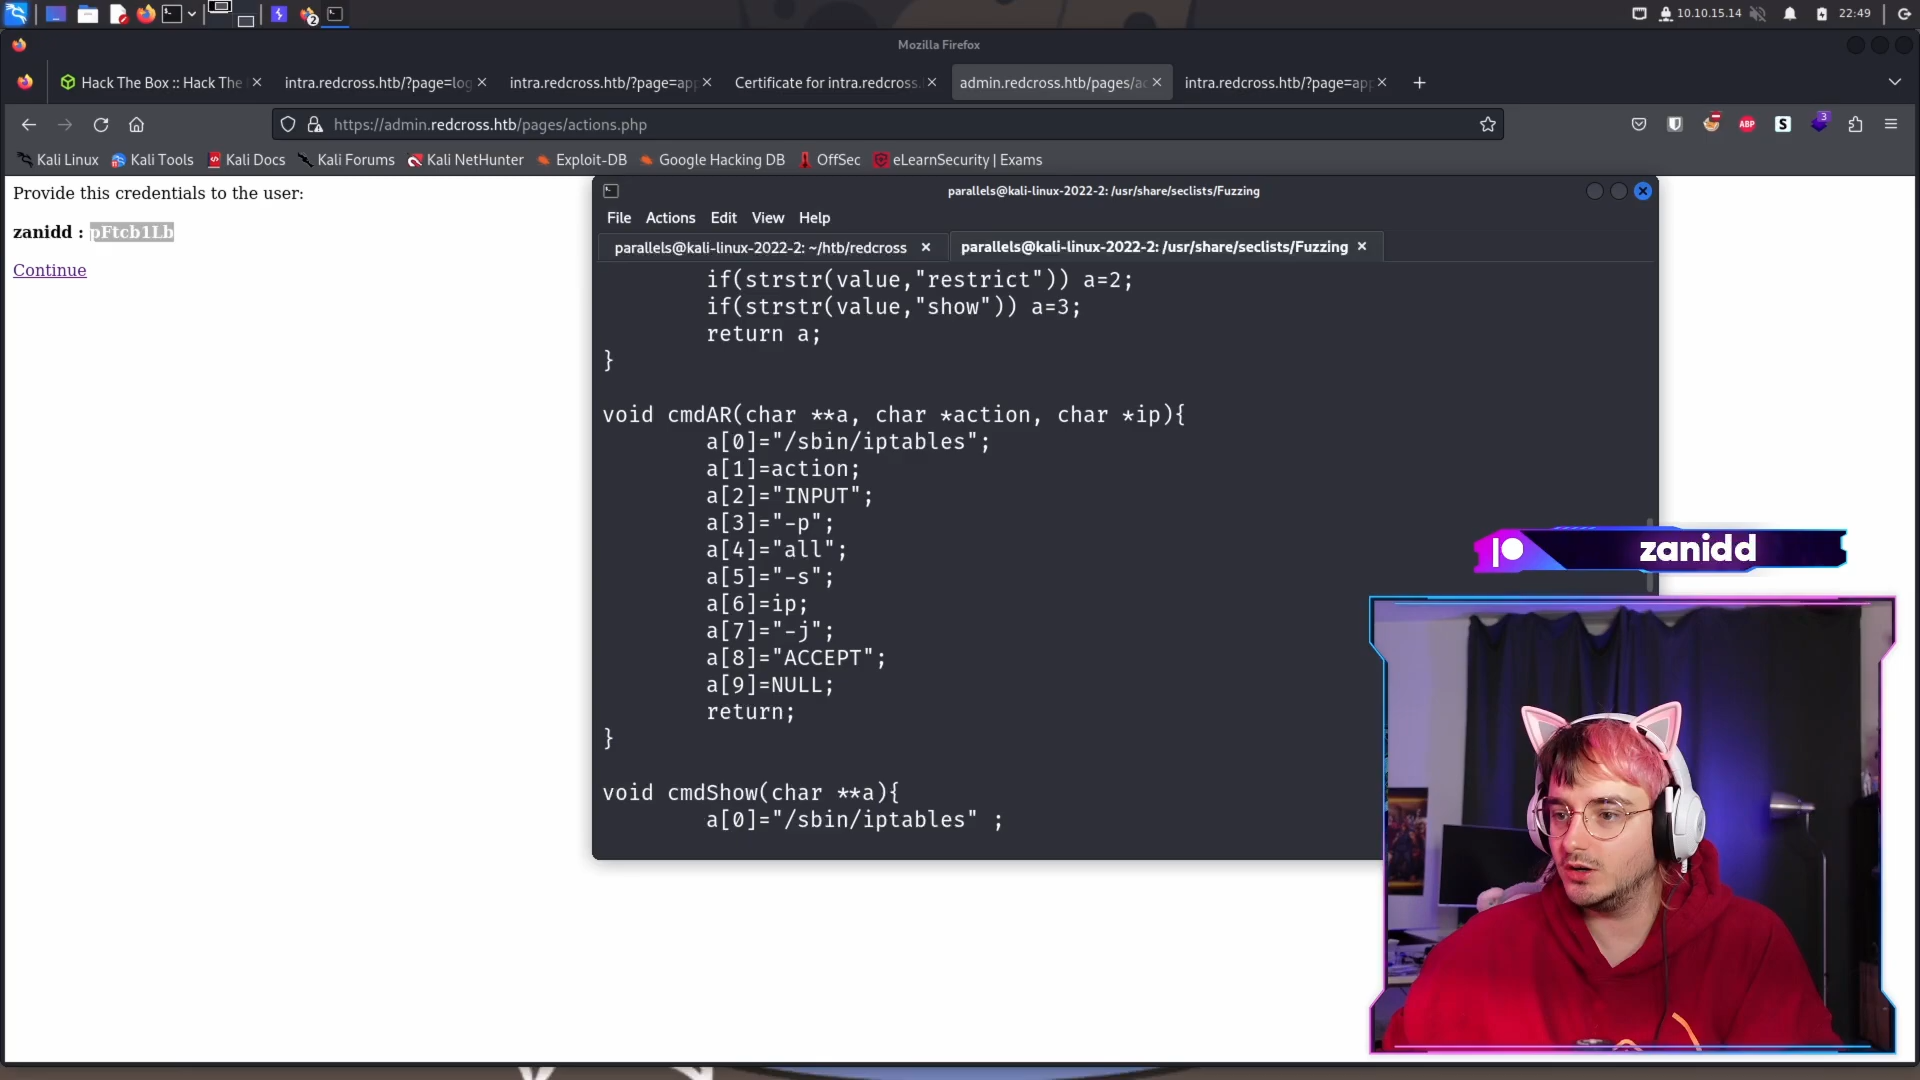 2
10.10.15.14
22:49
Mozilla Firefox
Hack The Box :: Hack The
intra.redcross.htb/?page=log
intra.redcross.htb/?page=app
Certificate for intra.redcross.
admin.redcross.htb/pages/ac
intra.redcross.htb/?page=app
https://admin.redcross.htb/pages/actions.php
ABP
S
3
Kali Linux
Kali Tools
Kali Docs
Kali Forums
Kali NetHunter
Exploit-DB
Google Hacking DB
OffSec
eLearnSecurity | Exams
Provide this credentials to the user:
zanidd : pFtcb1Lb
Continue
parallels@kali-linux-2022-2: /usr/share/seclists/Fuzzing
File Actions Edit View Help
parallels@kali-linux-2022-2: ~/htb/redcross
parallels@kali-linux-2022-2: /usr/share/seclists/Fuzzing
if(strstr(value,"restrict")) a=2;
if(strstr(value,"show")) a=3;
return a;
}
void cmdAR(char **a, char *action, char *ip){
a[0]="/sbin/iptables";
a[1]=action;
a[2]="INPUT";
a[3]="-p";
a[4]="all";
a[5]="-s";
a[6]=ip;
a[7]="-j";
a[8]="ACCEPT";
a[9]=NULL;
return;
}
void cmdShow(char **a){
a[0]="/sbin/iptables" ;
zanidd